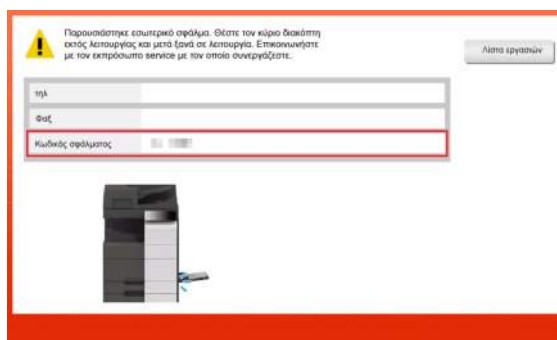 Παρουσιάστηκε εσωτερικό σφάλμα. Θέστε τον κύριο διακόπτη
εκτός λειτουργίας και μετά ξανά σε λειτουργία. Επικοινωνήστε
με τον εκπρόσωπο service με τον οποίο συνεργάζεστε.
Λίστα εργασιών
τηλ
Φαξ
Κωδικός σφάλματος